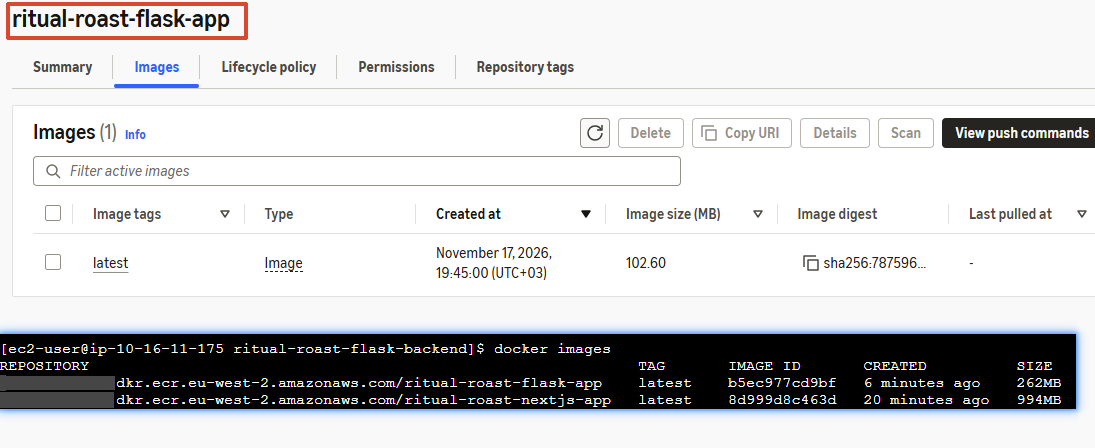 ritual-roast-flask-app
Summary Images Lifecycle policy Permissions Repository tags
Images (1) Info Delete Copy URI Details Scan View push commands
Filter active images
Image tags Type Created at Image size (MB) Image digest Last pulled at
latest Image November 17, 2026, 19:45:00 (UTC+03) 102.60 sha256:787596... -
[ec2-user@ip-10-16-11-175 ritual-roast-flask-backend]$ docker images
REPOSITORY TAG IMAGE ID CREATED SIZE
dkr.ecr.eu-west-2.amazonaws.com/ritual-roast-flask-app latest b5ec977cd9bf 6 minutes ago 262MB
dkr.ecr.eu-west-2.amazonaws.com/ritual-roast-nextjs-app latest 8d999d8c463d 20 minutes ago 994MB